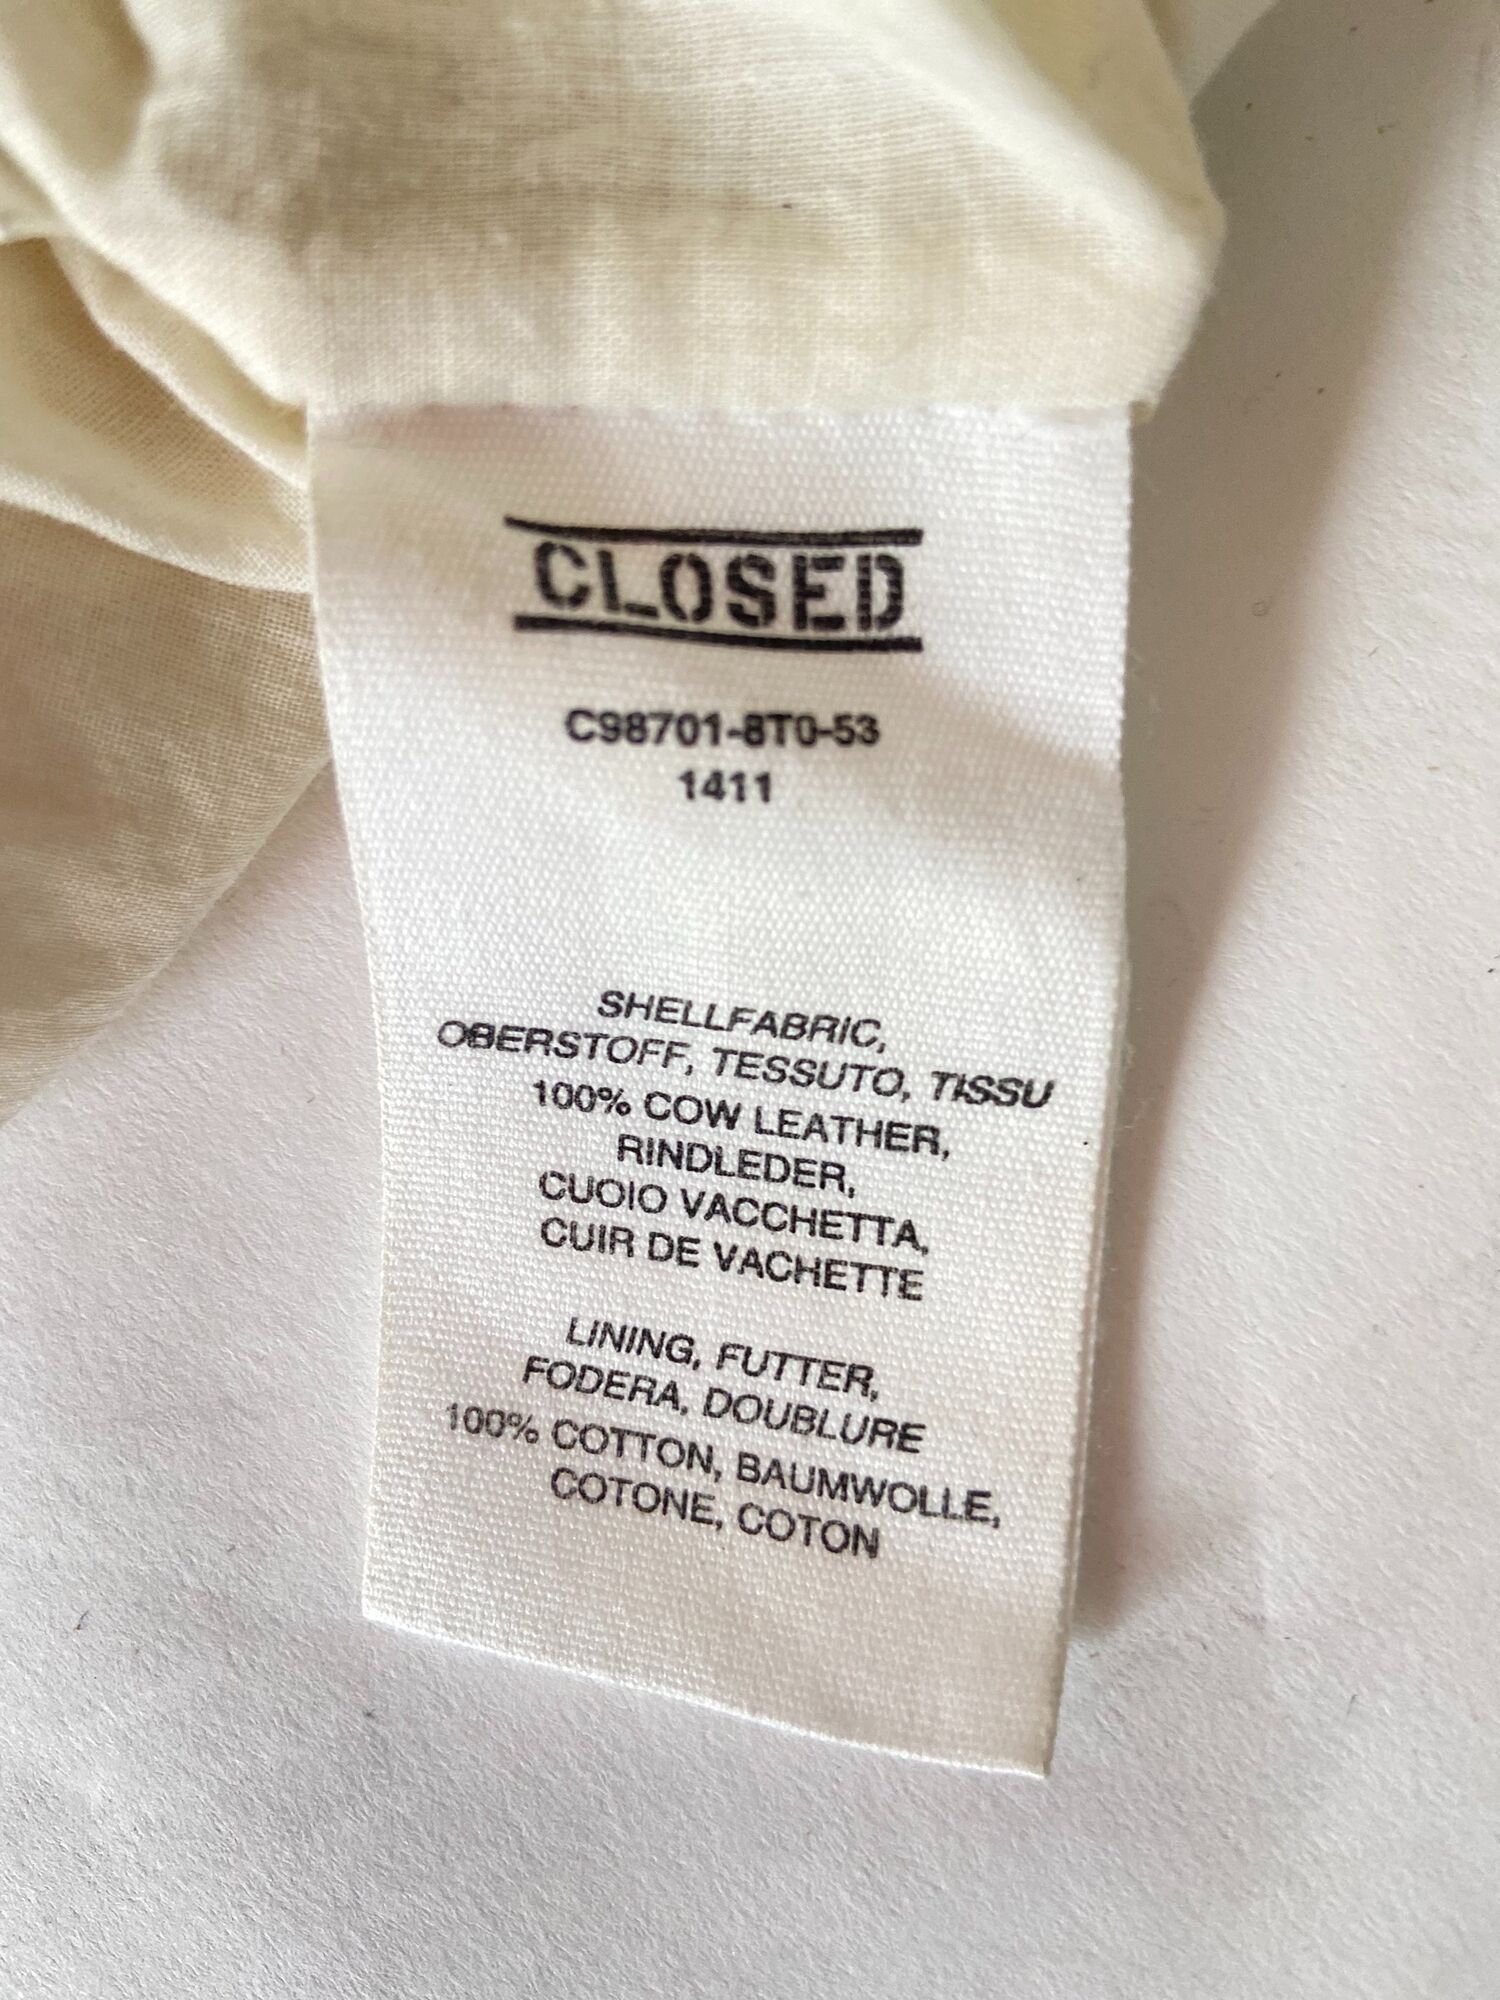 CLOSED
C98701-8T0-53
1411
SHELLFABRIC,
OBERSTOFF, TESSUTO, TISSU
100% COW LEATHER,
RINDLEDER,
CUOIO VACCHETTA,
CUIR DE VACHETTE
LINING, FUTTER,
FODERA, DOUBLURE
100% COTTON, BAUMWOLLE,
COTONE, COTON